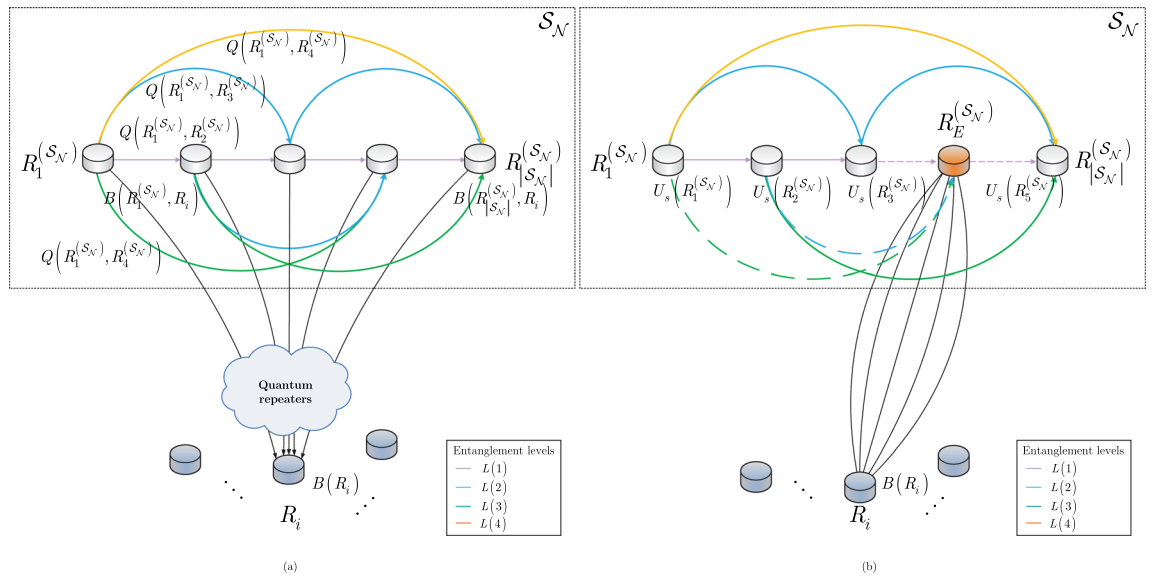 𝒮_𝒩
Q(R_1^(𝒮_𝒩), R_4^(𝒮_𝒩))
Q(R_1^(𝒮_𝒩), R_3^(𝒮_𝒩))
Q(R_1^(𝒮_𝒩), R_2^(𝒮_𝒩))
R_1^(𝒮_𝒩)
R_|𝒮_𝒩|^(𝒮_𝒩)
B(R_1^(𝒮_𝒩), R_i)
B(R_|𝒮_𝒩|^(𝒮_𝒩), R_i)
Q(R_1^(𝒮_𝒩), R_4^(𝒮_𝒩))
Quantum
repeaters
B(R_i)
R_i
Entanglement levels
L(1)
L(2)
L(3)
L(4)
(a)
𝒮_𝒩
R_E^(𝒮_𝒩)
R_1^(𝒮_𝒩)
R_|𝒮_𝒩|^(𝒮_𝒩)
U_s(R_1^(𝒮_𝒩))
U_s(R_2^(𝒮_𝒩))
U_s(R_3^(𝒮_𝒩))
U_s(R_5^(𝒮_𝒩))
B(R_i)
R_i
Entanglement levels
L(1)
L(2)
L(3)
L(4)
(b)